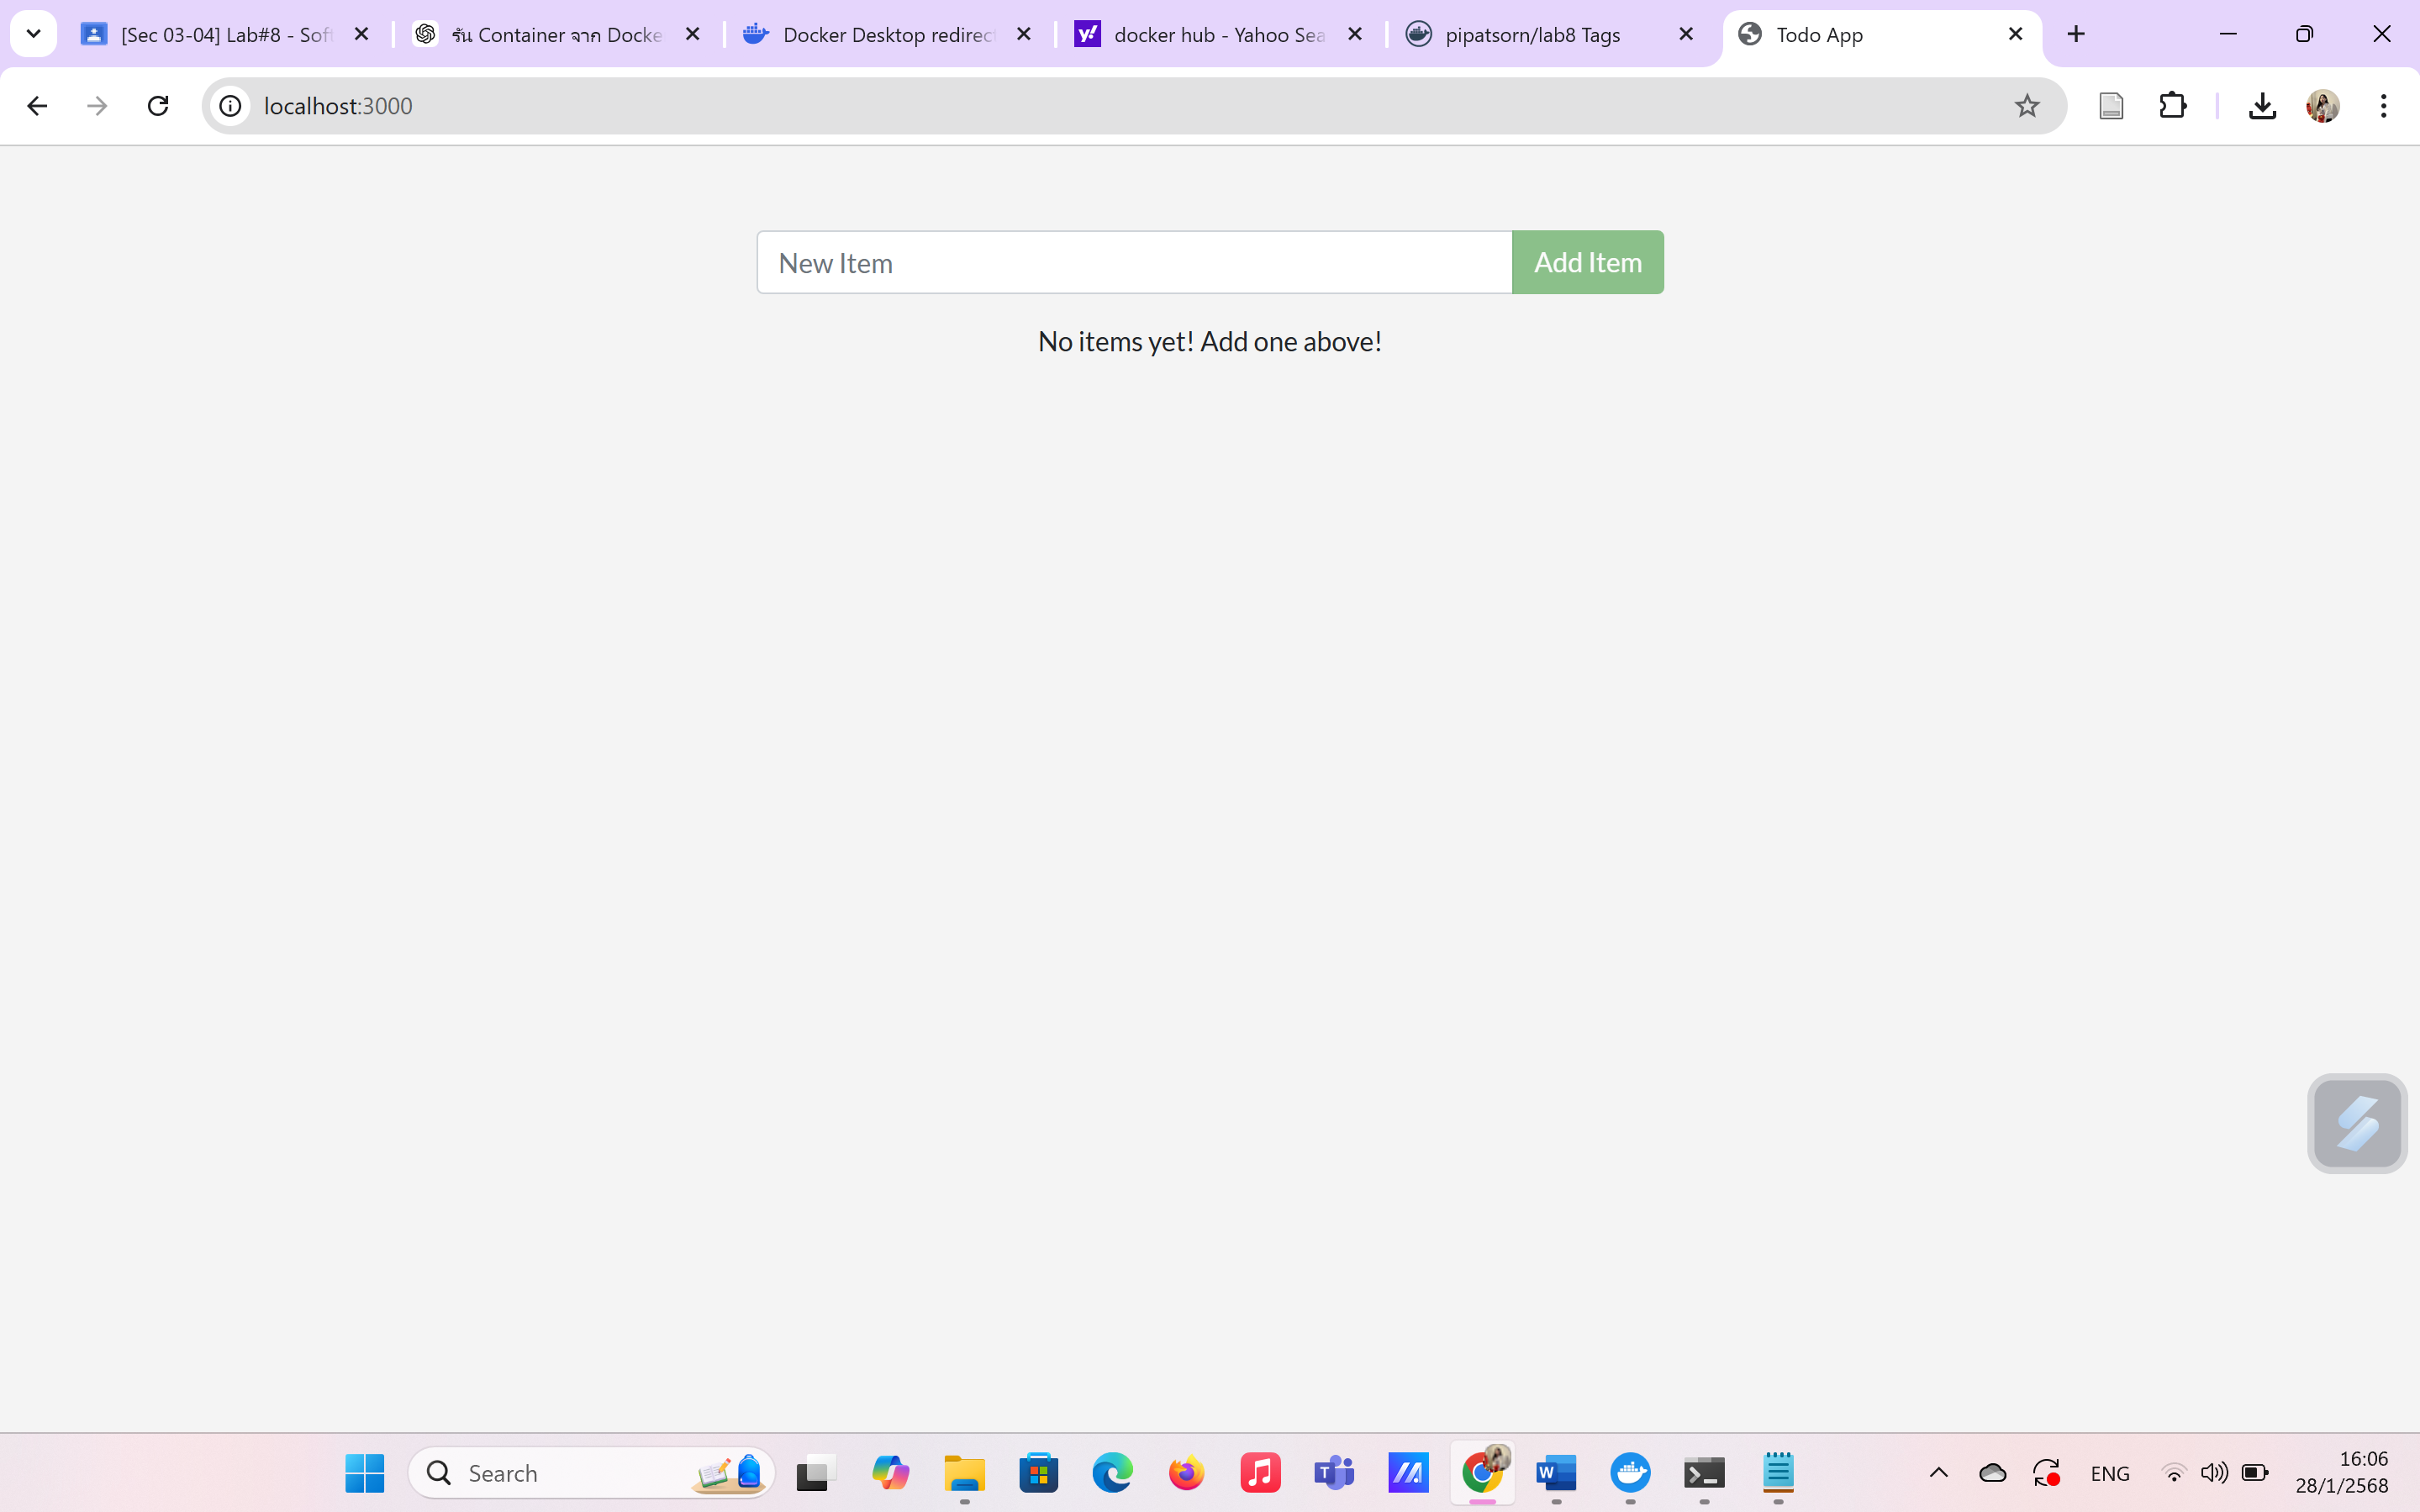 [Sec 03-04] Lab#8 - Sof
รัน Container จาก Docke
Docker Desktop redirec
docker hub - Yahoo Sea
pipatsorn/lab8 Tags
Todo App
localhost:3000
New Item
Add Item
No items yet! Add one above!
Search
ENG
16:06
28/1/2568